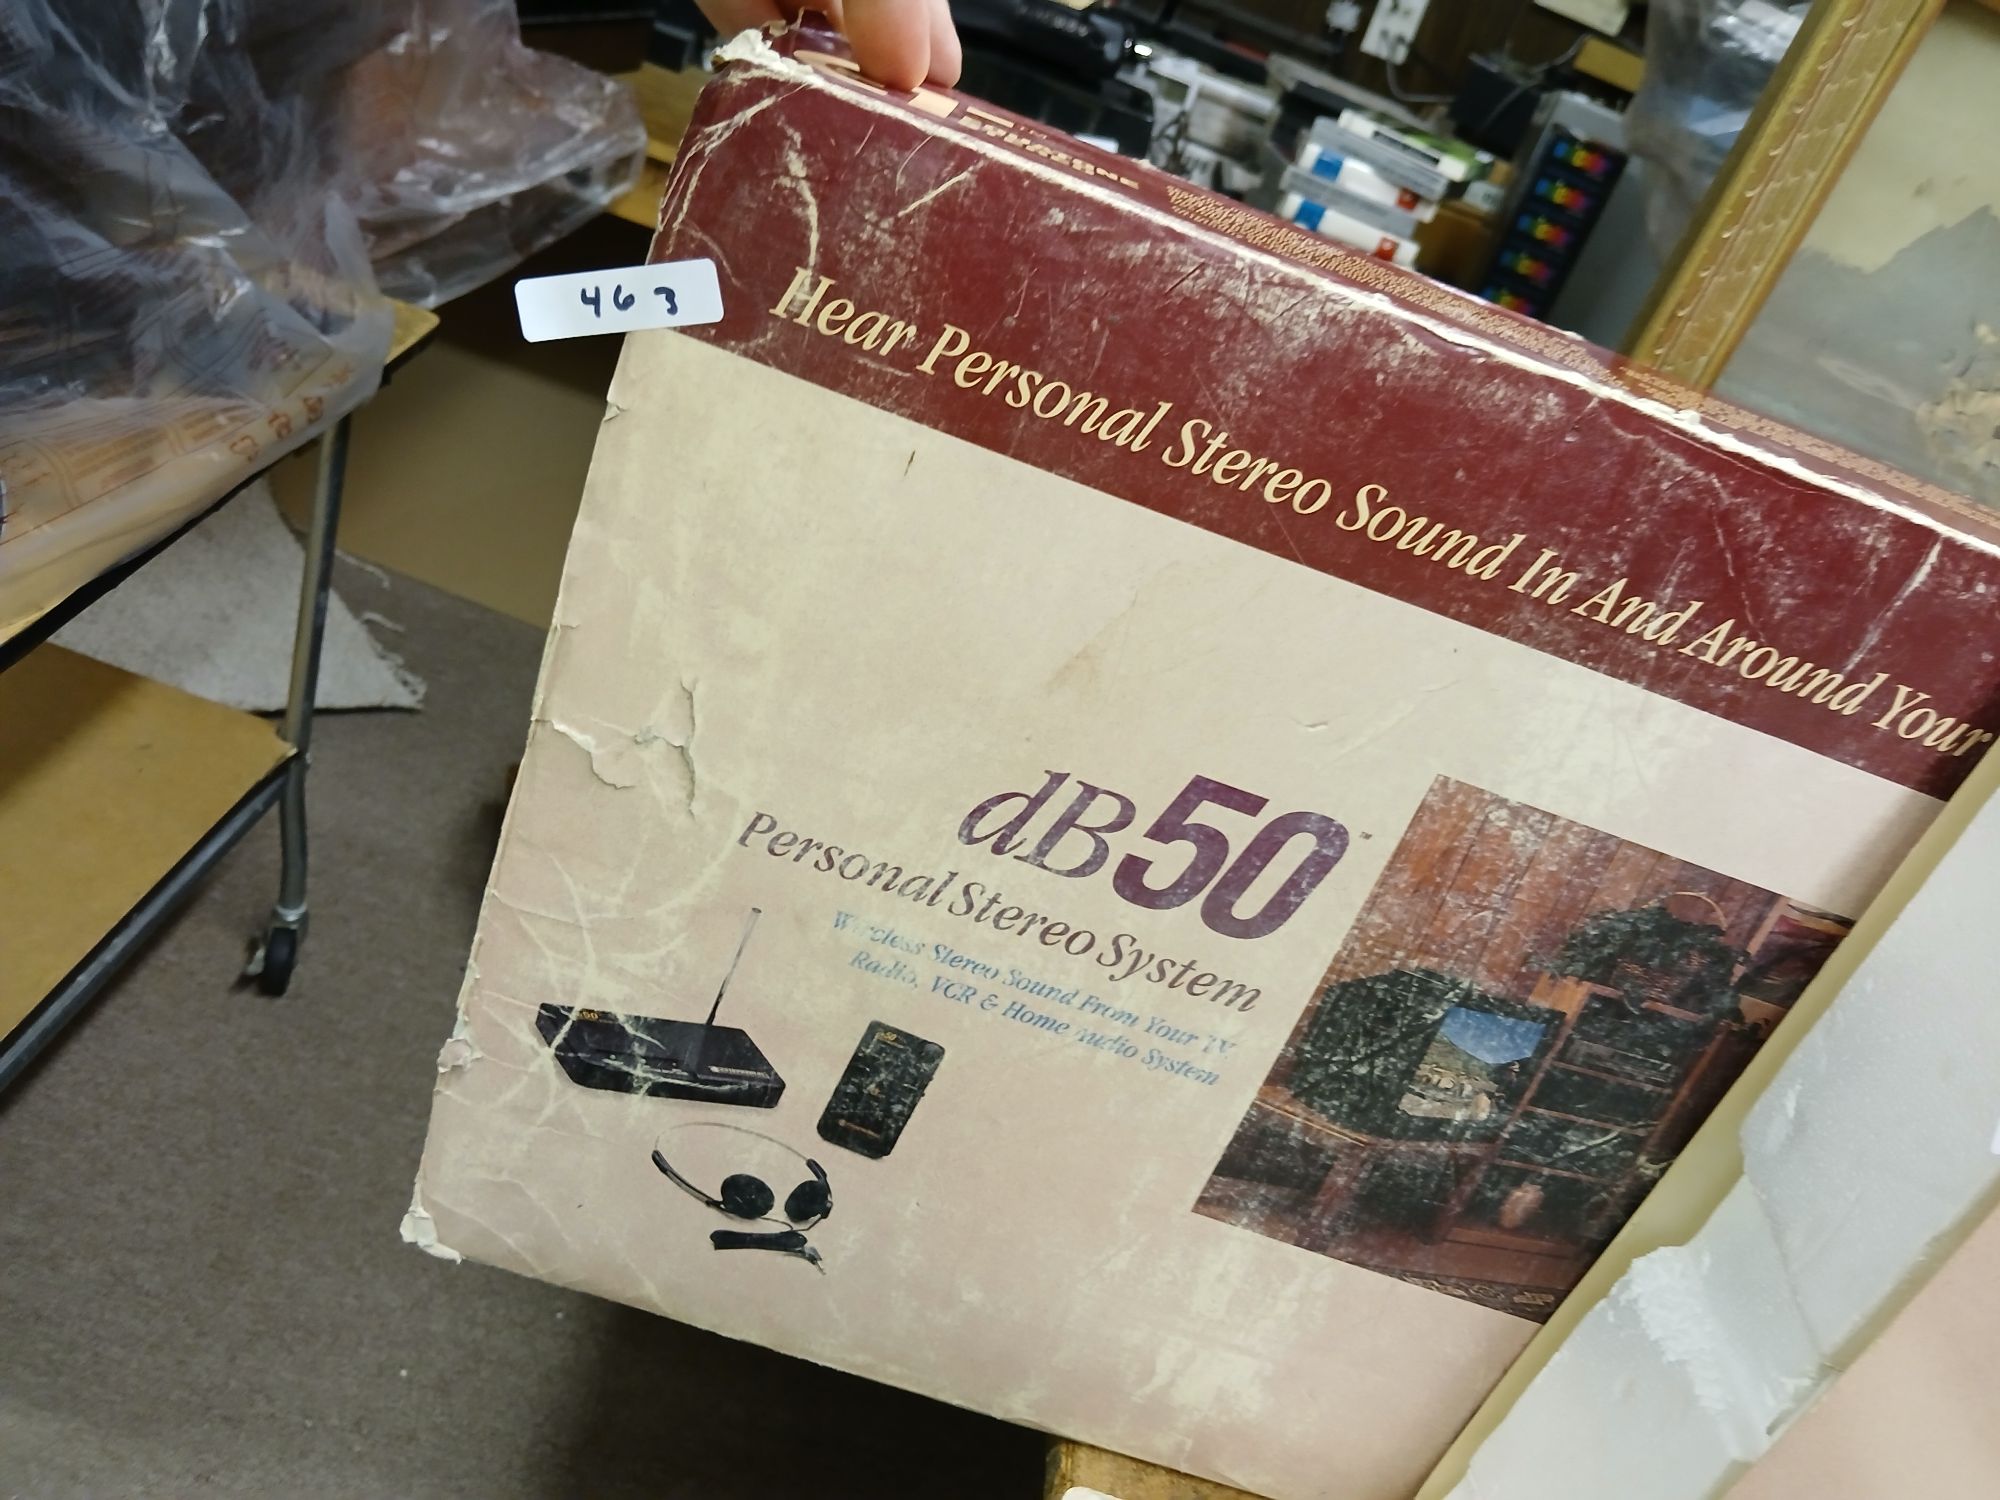 463
Hear Personal Stereo Sound In And Around Your
dB50™
Personal Stereo System
Wireless Stereo Sound From Your TV,
Radio, VCR & Home Audio System